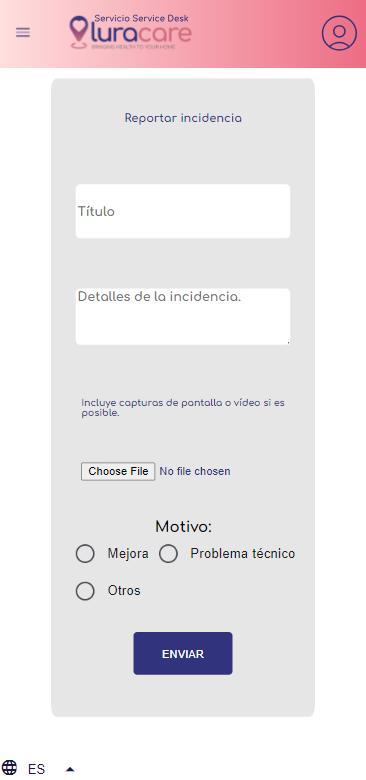 Servicio Service Desk
luracare
BRINGING HEALTH TO YOUR HOME
Reportar incidencia
Título
Detalles de la incidencia.
Incluye capturas de pantalla o vídeo si es
posible.
Choose File No file chosen
Motivo:
Mejora Problema técnico
Otros
ENVIAR
ES